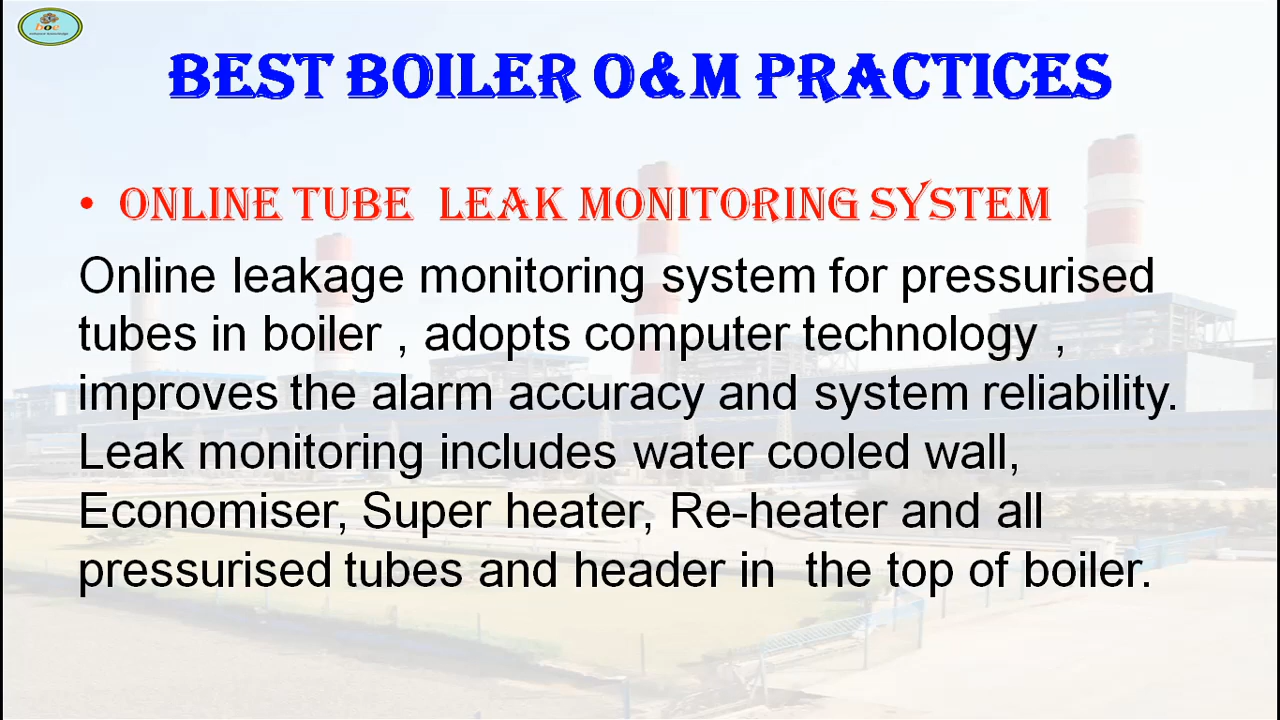 BEST BOILER O&M PRACTICES
• ONLINE TUBE LEAK MONITORING SYSTEM
Online leakage monitoring system for pressurised
tubes in boiler , adopts computer technology ,
improves the alarm accuracy and system reliability.
Leak monitoring includes water cooled wall,
Economiser, Super heater, Re-heater and all
pressurised tubes and header in the top of boiler.